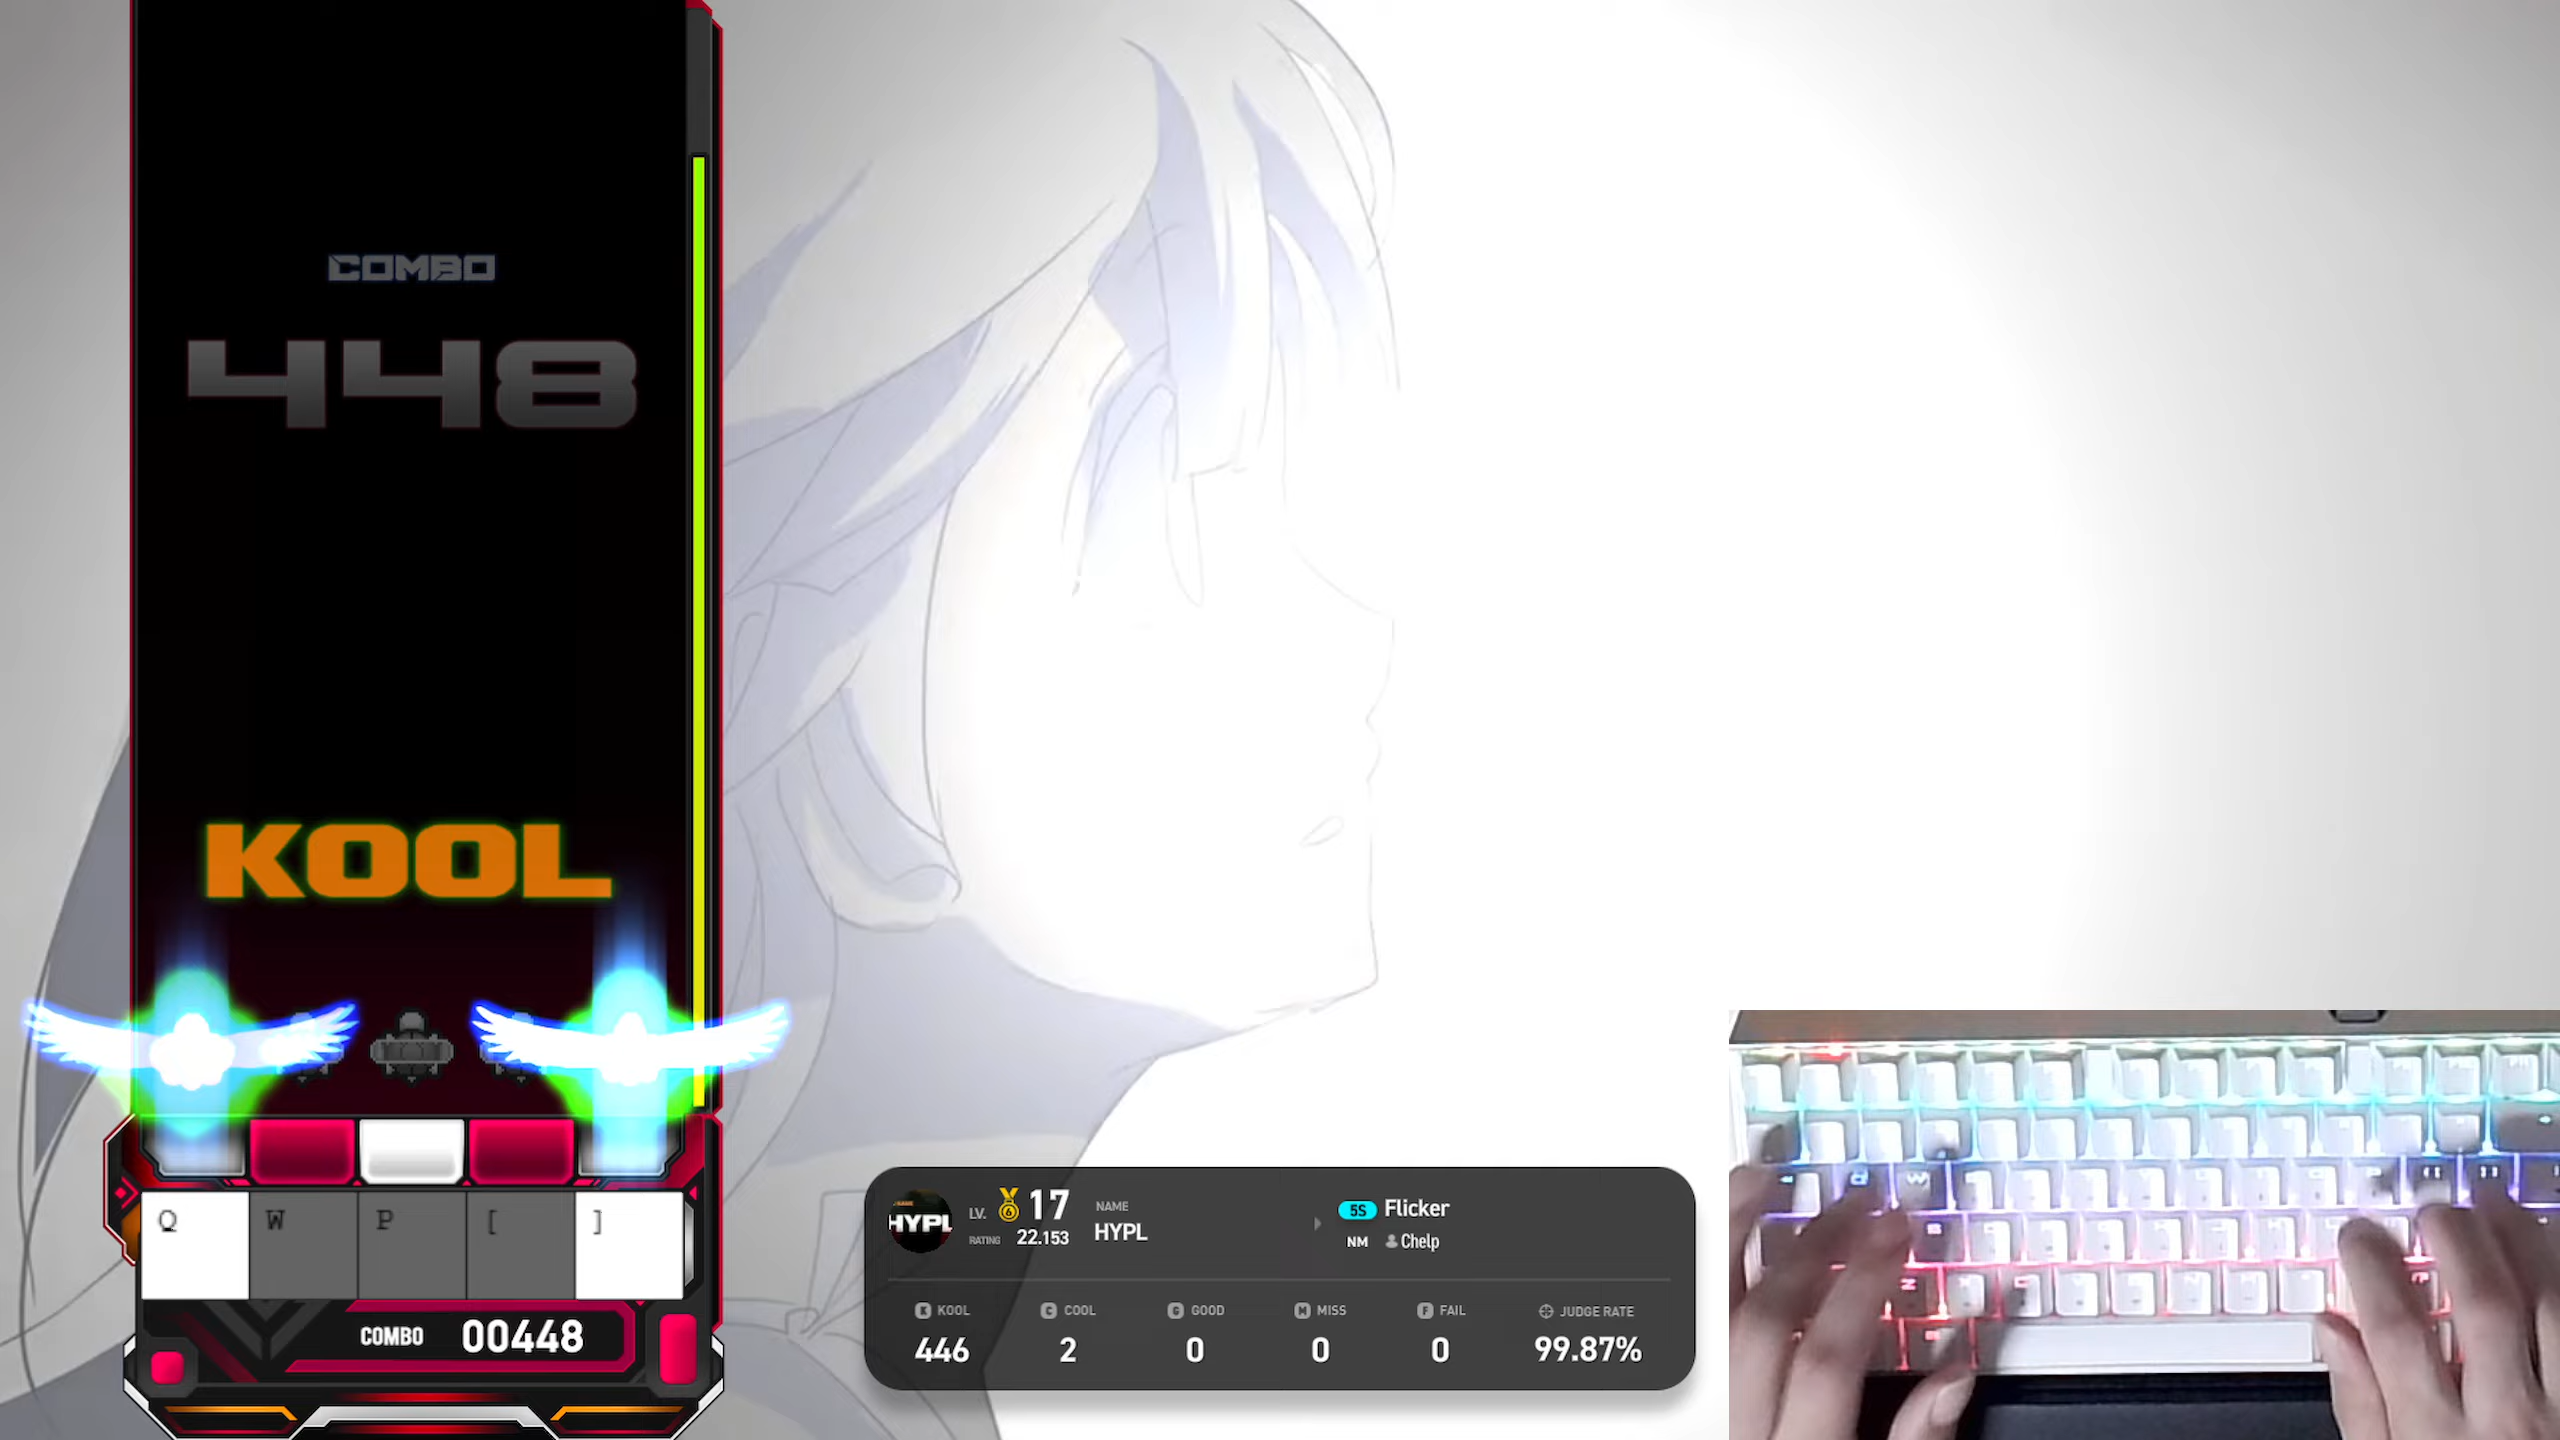 COMBO
448
KOOL
Q W P [ ]
COMBO 00448
HYPL
LV. 6 17
RATING 22.153
NAME
HYPL
5S Flicker
NM Chelp
K KOOL
446
C COOL
2
G GOOD
0
M MISS
0
F FAIL
0
JUDGE RATE
99.87%